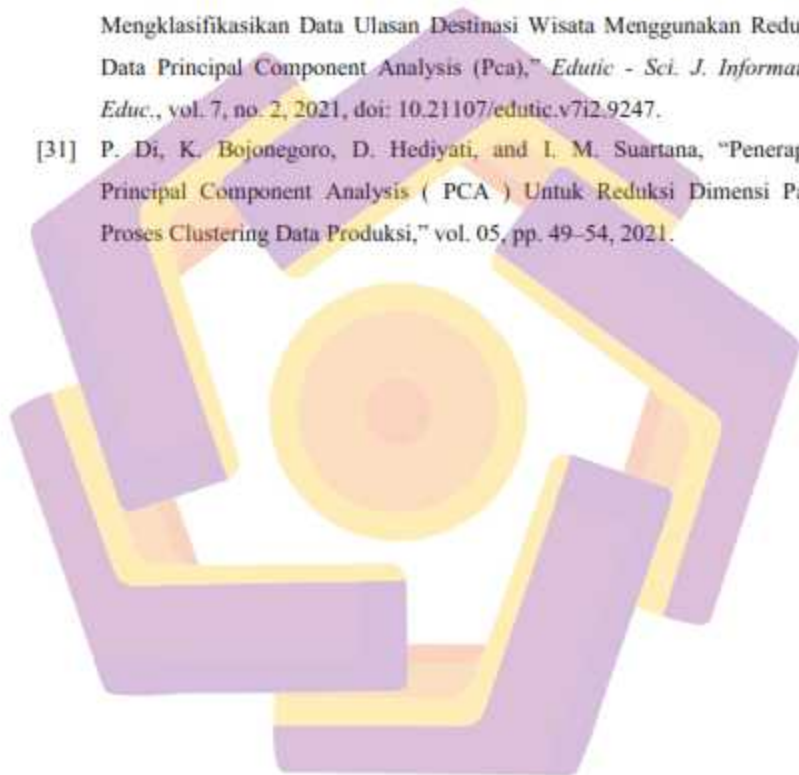 Mengklasifikasikan Data Ulasan Destinasi Wisata Menggunakan Redu
Data Principal Component Analysis (Pca),” Edutic - Sci. J. Informa
Educ., vol. 7, no. 2, 2021, doi: 10.21107/edutic.v7i2.9247.
[31] P. Di, K. Bojonegoro, D. Hediyati, and I. M. Suartana, “Penerap
Principal Component Analysis ( PCA ) Untuk Reduksi Dimensi Pa
Proses Clustering Data Produksi,” vol. 05, pp. 49–54, 2021.